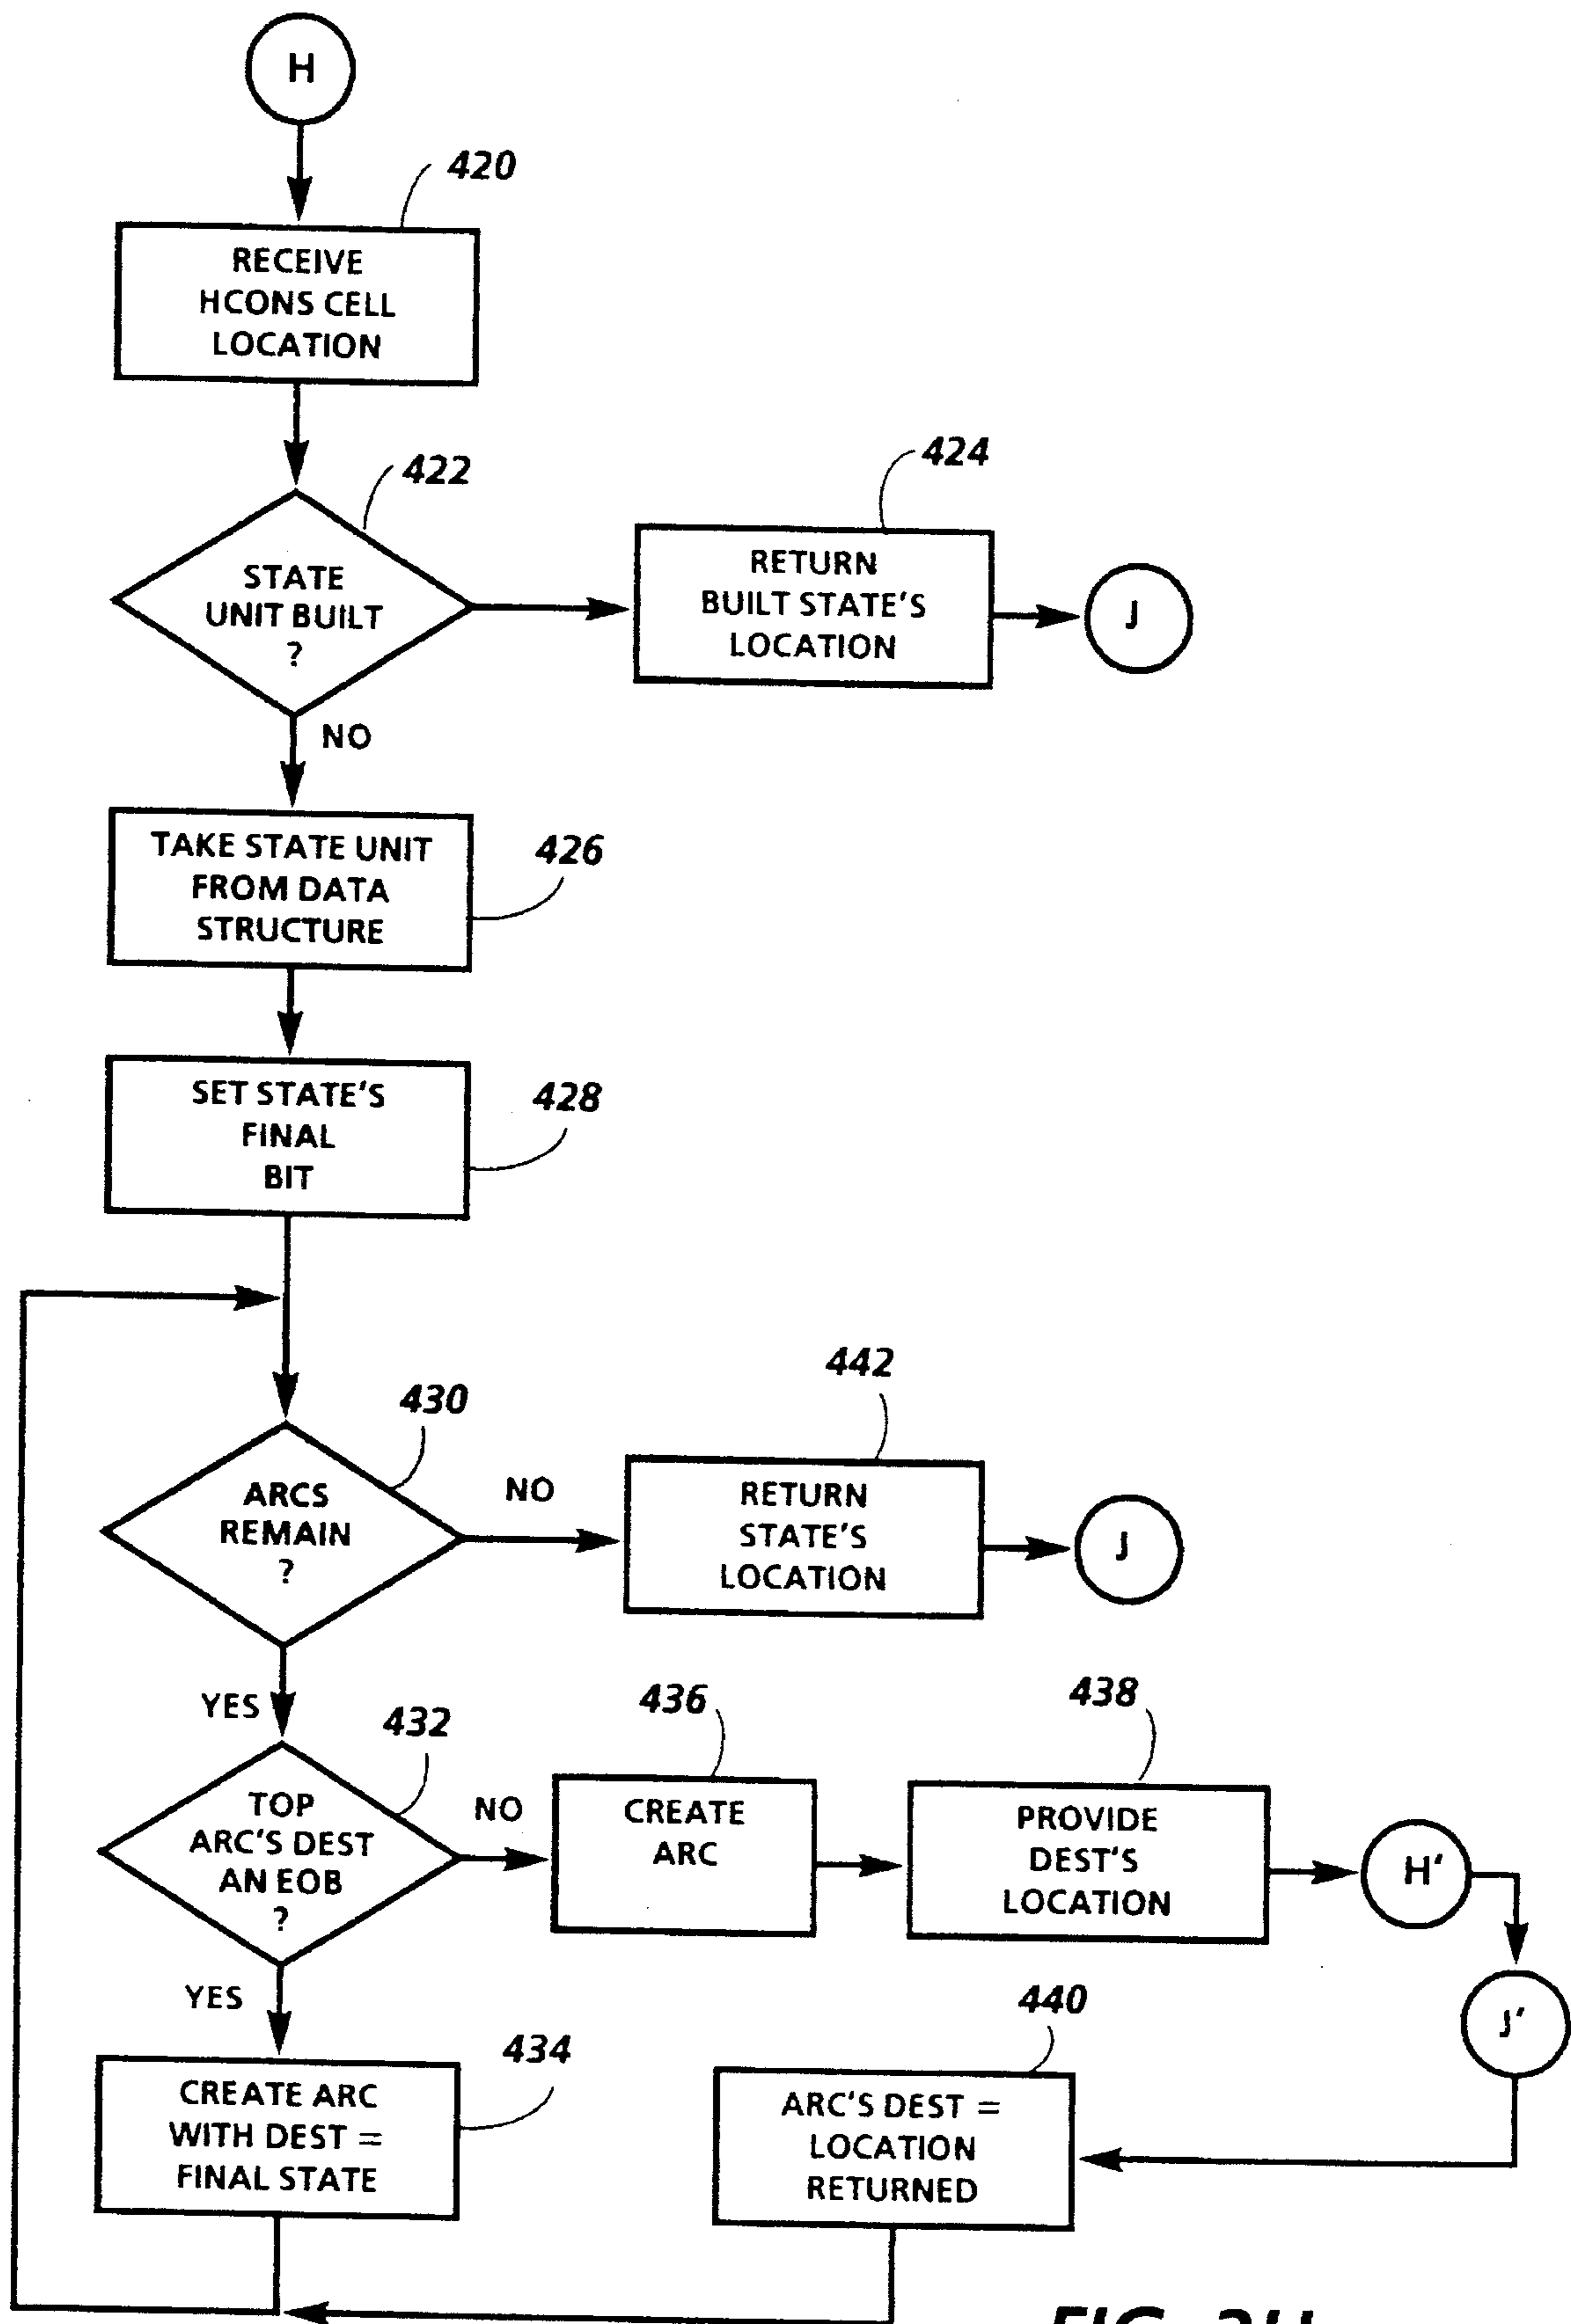 H
420
RECEIVE
HCONS CELL
LOCATION
422
STATE
UNIT BUILT
?
424
RETURN
BUILT STATE'S
LOCATION
J
NO
TAKE STATE UNIT
FROM DATA
STRUCTURE
426
SET STATE'S
FINAL
BIT
428
430
ARCS
REMAIN
?
NO
442
RETURN
STATE'S
LOCATION
J
YES
432
TOP
ARC'S DEST
AN EOB
?
NO
436
CREATE
ARC
438
PROVIDE
DEST'S
LOCATION
H'
J'
YES
434
CREATE ARC
WITH DEST =
FINAL STATE
440
ARC'S DEST =
LOCATION
RETURNED